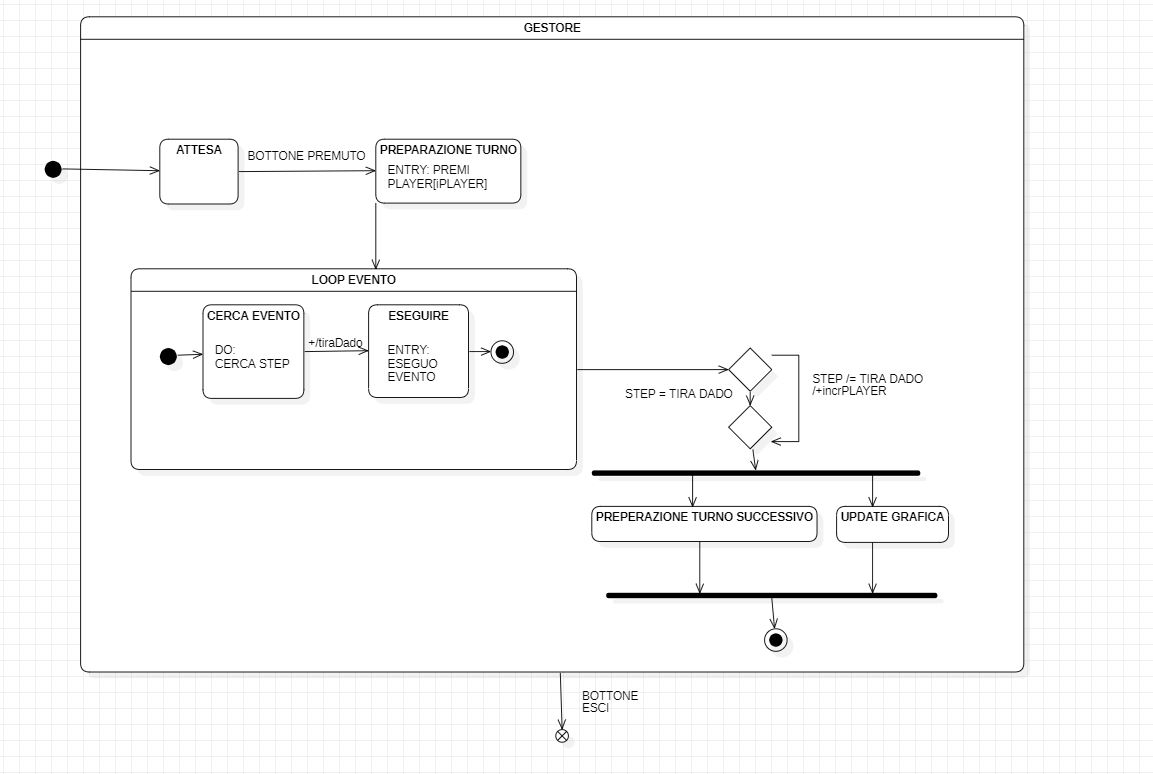 GESTORE
ATTESA
BOTTONE PREMUTO
PREPARAZIONE TURNO
ENTRY: PREMI
PLAYER[iPLAYER]
LOOP EVENTO
CERCA EVENTO
DO:
CERCA STEP
+/tiraDado
ESEGUIRE
ENTRY:
ESEGUO
EVENTO
STEP = TIRA DADO
STEP /= TIRA DADO
/+incrPLAYER
PREPERAZIONE TURNO SUCCESSIVO
UPDATE GRAFICA
BOTTONE
ESCI